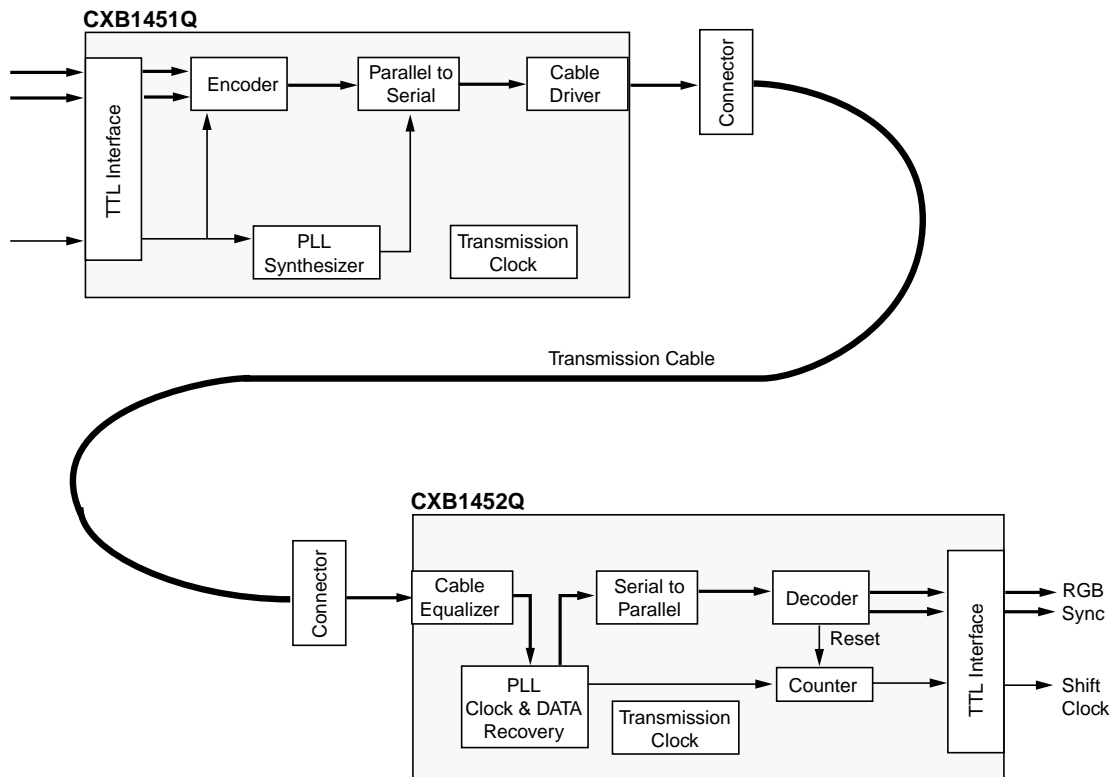 CXB1451Q
TTL Interface
Encoder
Parallel to
Serial
Cable
Driver
Connector
PLL
Synthesizer
Transmission
Clock
Transmission Cable
CXB1452Q
Connector
Cable
Equalizer
Serial to
Parallel
Decoder
Reset
PLL
Clock & DATA
Recovery
Transmission
Clock
Counter
TTL Interface
RGB
Sync
Shift
Clock